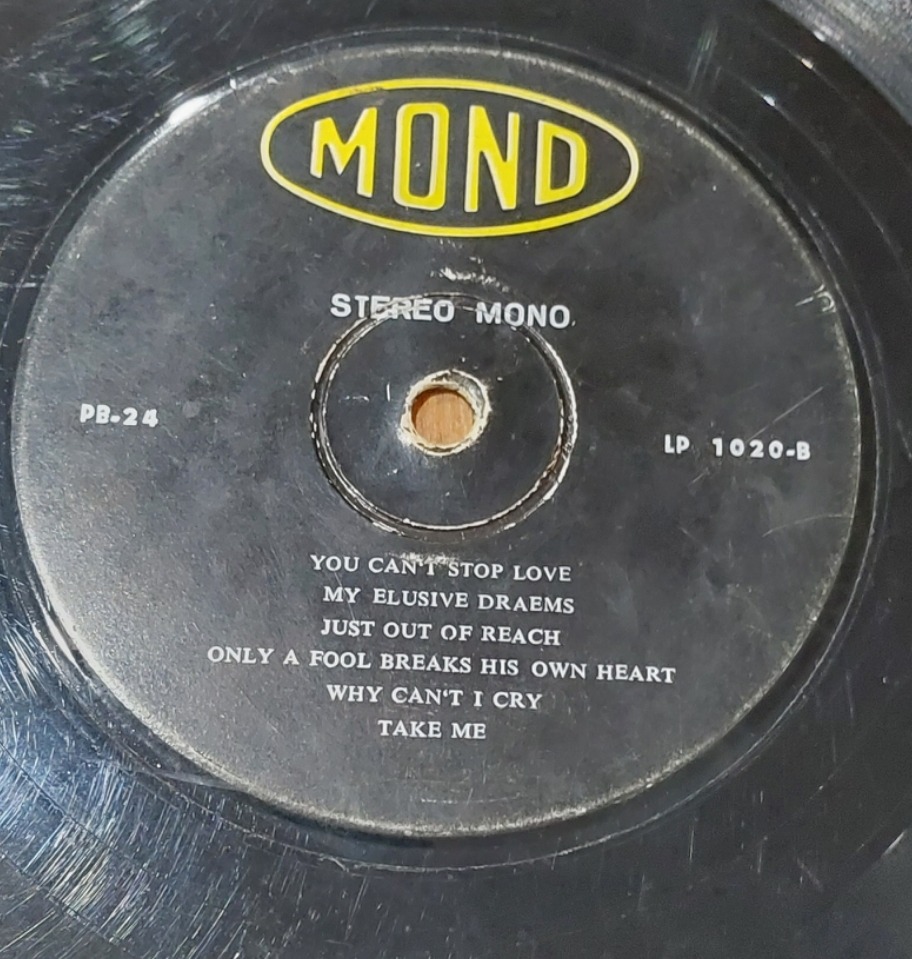 MOND
STEREO MONO
PB-24
LP 1020-B
YOU CAN'T STOP LOVE
MY ELUSIVE DRAEMS
JUST OUT OF REACH
ONLY A FOOL BREAKS HIS OWN HEART
WHY CAN'T I CRY
TAKE ME